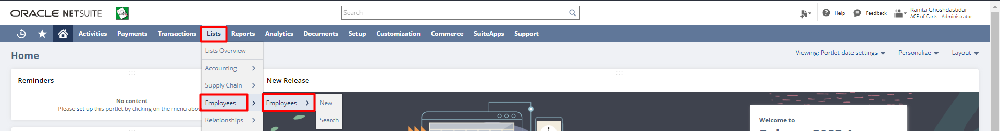 ORACLE NETSUITE
Search
Help
Feedback
Ranita Ghoshdastidar
ACE of Carts - Administrator
Activities
Payments
Transactions
Lists
Reports
Analytics
Documents
Setup
Customization
Commerce
SuiteApps
Support
Home
Viewing: Portlet date settings
Personalize
Layout
Lists Overview
Accounting
Supply Chain
Employees
Relationships
Employees
New
Search
Reminders
No content
Please set up this portlet by clicking on the menu abov
New Release
Welcome to